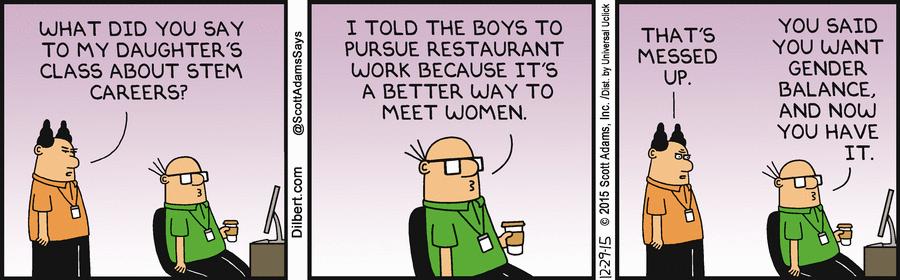 WHAT DID YOU SAY
TO MY DAUGHTER'S
CLASS ABOUT STEM
CAREERS?
Dilbert.com @ScottAdamsSays
I TOLD THE BOYS TO
PURSUE RESTAURANT
WORK BECAUSE IT'S
A BETTER WAY TO
MEET WOMEN.
12-29-15 © 2015 Scott Adams, Inc. /Dist. by Universal Uclick
THAT'S
MESSED
UP.
YOU SAID
YOU WANT
GENDER
BALANCE,
AND NOW
YOU HAVE
IT.